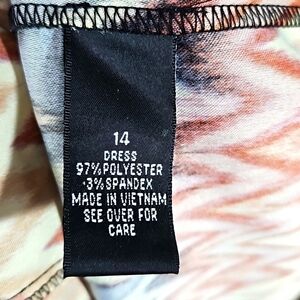 14
DRESS
97% POLYESTER
3% SPANDEX
MADE IN VIETNAM
SEE OVER FOR
CARE